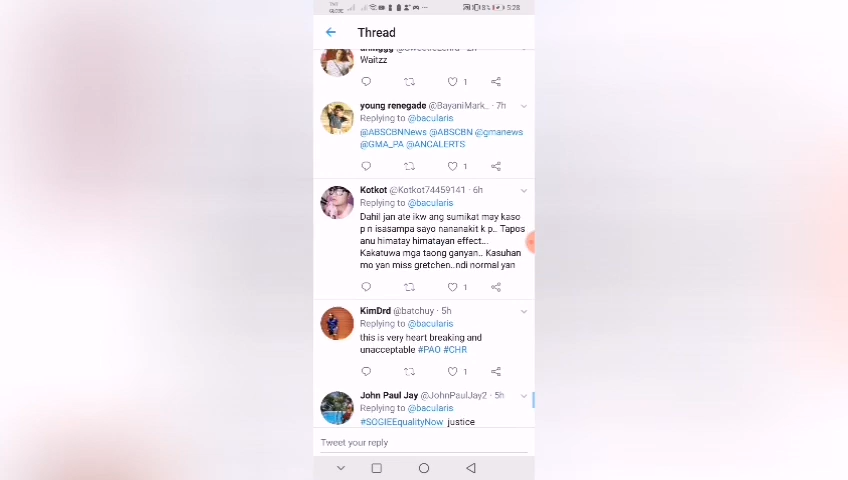 8% 5:28
Thread
Waitzz
1
young renegade @BayaniMark_ · 7h
Replying to @bacularis
@ABSCBNNews @ABSCBN @gmanews
@GMA_PA @ANCALERTS
1
Kotkot @Kotkot74459141 · 6h
Replying to @bacularis
Dahil jan ate ikw ang sumikat may kaso
p n isasampa sayo nananakit k p.. Tapos
anu himatay himatayan effect...
Kakatuwa mga taong ganyan.. Kasuhan
mo yan miss gretchen..ndi normal yan
1
KimDrd @batchuy · 5h
Replying to @bacularis
this is very heart breaking and
unacceptable #PAO #CHR
1
John Paul Jay @JohnPaulJay2 · 5h
Replying to @bacularis
#SOGIEEqualityNow justice
Tweet your reply